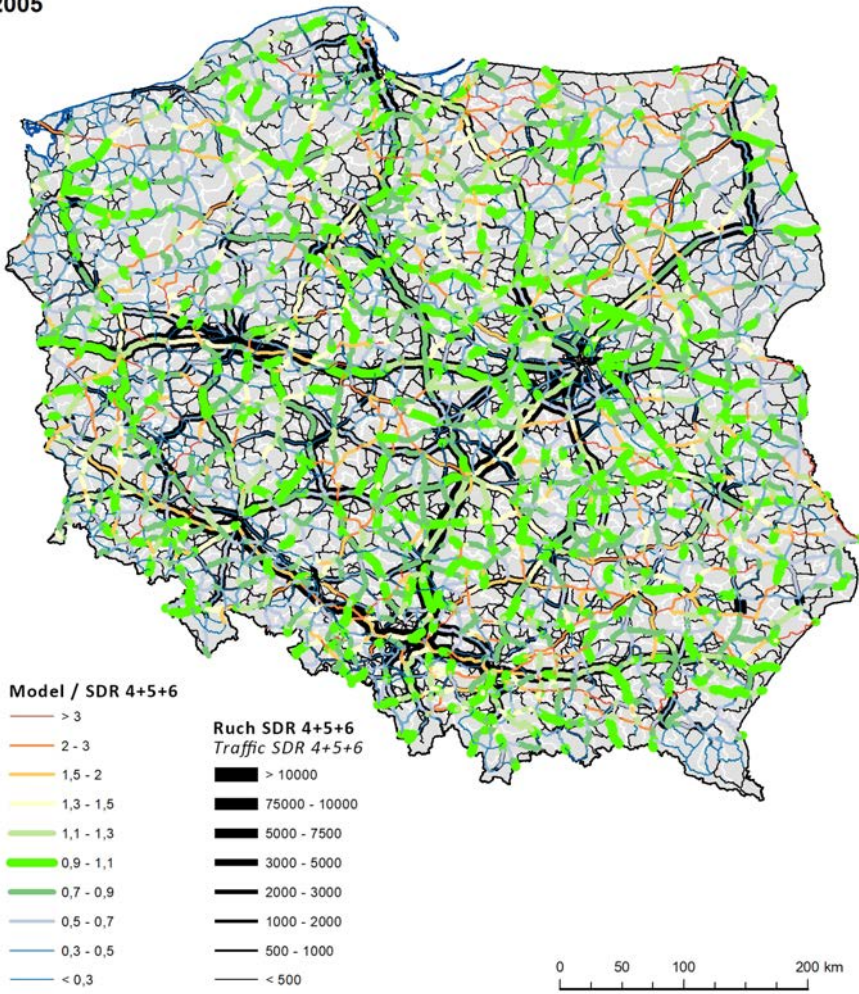 2005
Model / SDR 4+5+6
> 3
2 - 3
1,5 - 2
1,3 - 1,5
1,1 - 1,3
0,9 - 1,1
0,7 - 0,9
0,5 - 0,7
0,3 - 0,5
< 0,3
Ruch SDR 4+5+6
Traffic SDR 4+5+6
> 10000
75000 - 10000
5000 - 7500
3000 - 5000
2000 - 3000
1000 - 2000
500 - 1000
< 500
0 50 100 200 km